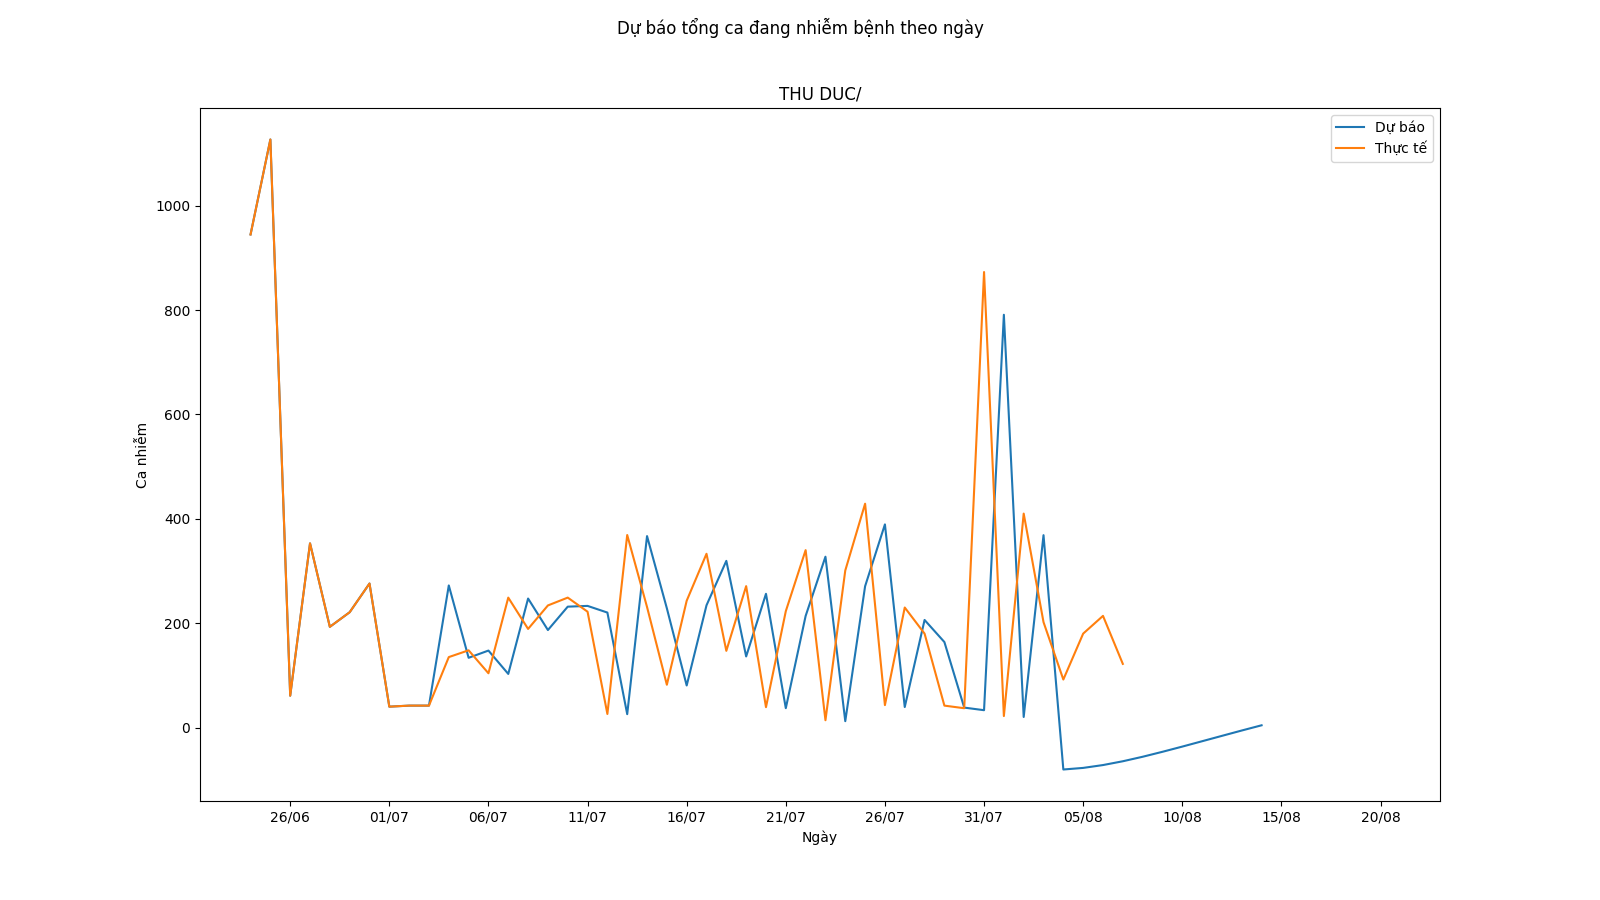 Dự báo tổng ca đang nhiễm bệnh theo ngày
THU DUC/
Dự báo
Thực tế
1000
800
600
400
200
0
Ca nhiễm
26/06 01/07 06/07 11/07 16/07 21/07 26/07 31/07 05/08 10/08 15/08 20/08
Ngày